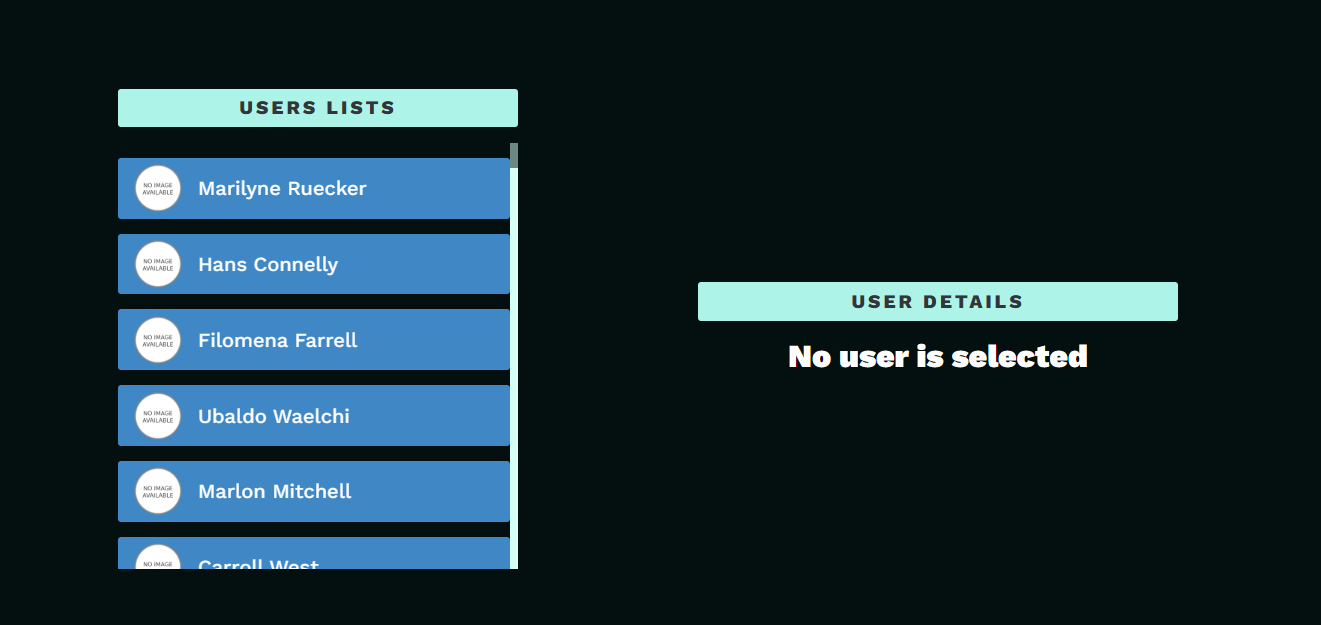 USERS LISTS
NO IMAGE
AVAILABLE
Marilyne Ruecker
NO IMAGE
AVAILABLE
Hans Connelly
NO IMAGE
AVAILABLE
Filomena Farrell
NO IMAGE
AVAILABLE
Ubaldo Waelchi
NO IMAGE
AVAILABLE
Marlon Mitchell
NO IMAGE
Carroll West
USER DETAILS
No user is selected